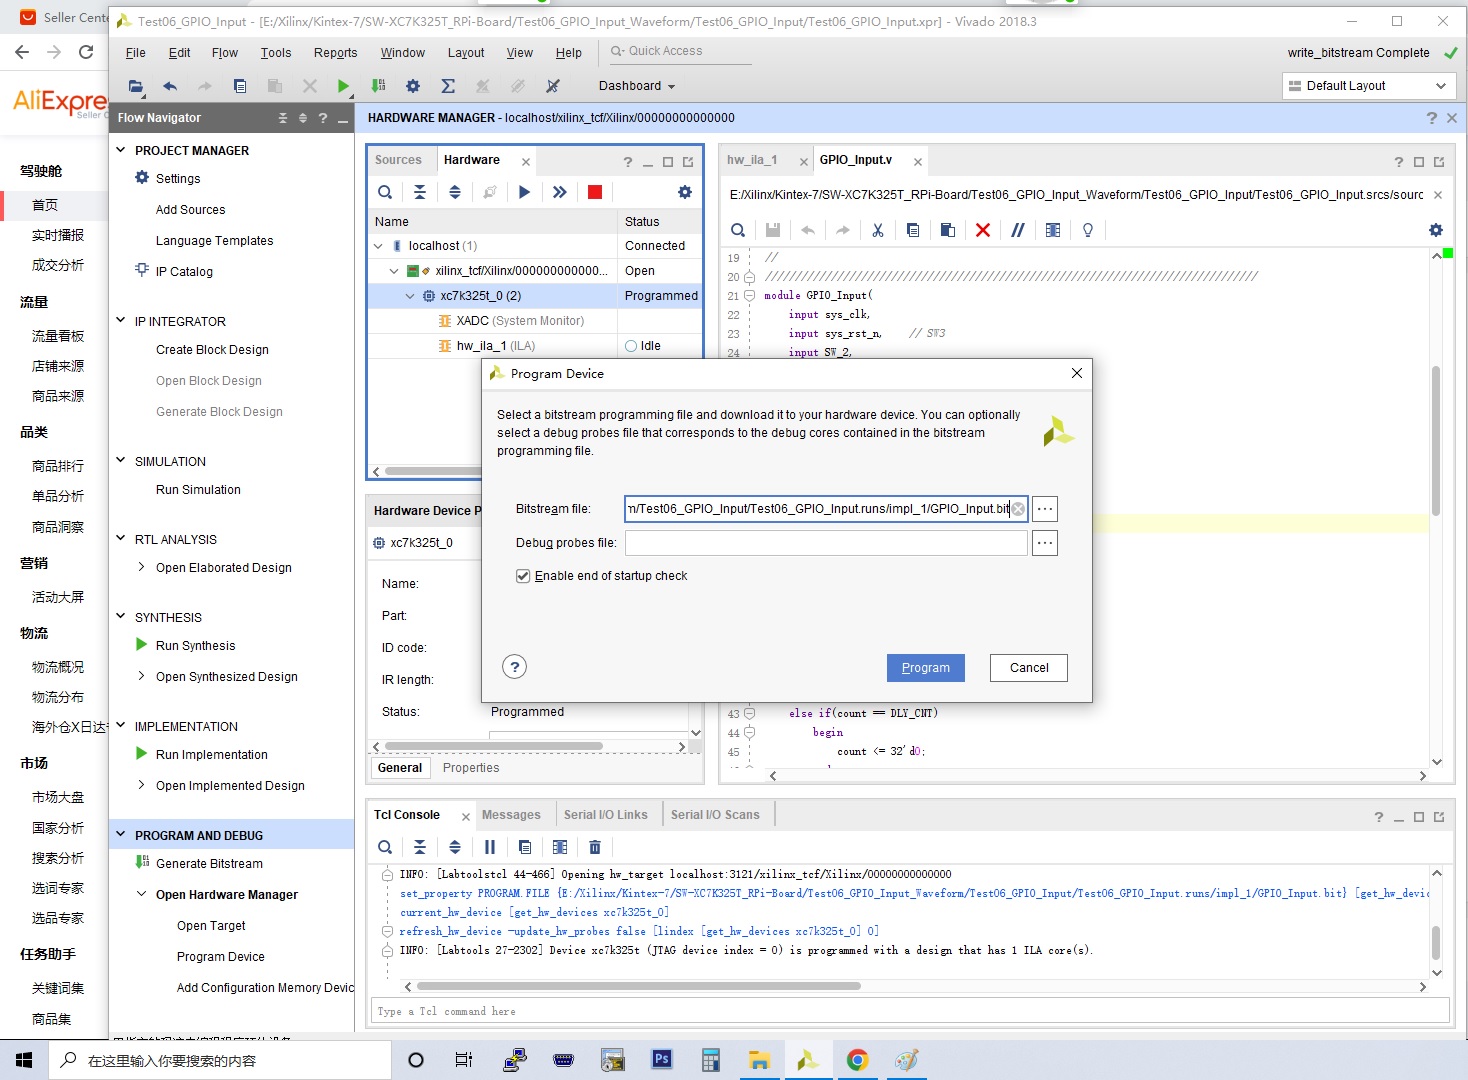 Seller Cente
AliExpre
Seller C
驾驶舱
首页
实时播报
成交分析
流量
流量看板
店铺来源
商品来源
品类
商品排行
单品分析
商品洞察
营销
活动大屏
物流
物流概况
物流分布
海外仓X日达
市场
市场大盘
国家分析
搜索分析
选词专家
选品专家
任务助手
关键词集
商品集
Test06_GPIO_Input - [E:/Xilinx/Kintex-7/SW-XC7K325T_RPi-Board/Test06_GPIO_Input_Waveform/Test06_GPIO_Input/Test06_GPIO_Input.xpr] - Vivado 2018.3
File Edit Flow Tools Reports Window Layout View Help Quick Access
write_bitstream Complete
Dashboard
Default Layout
Flow Navigator
PROJECT MANAGER
Settings
Add Sources
Language Templates
IP Catalog
IP INTEGRATOR
Create Block Design
Open Block Design
Generate Block Design
SIMULATION
Run Simulation
RTL ANALYSIS
Open Elaborated Design
SYNTHESIS
Run Synthesis
Open Synthesized Design
IMPLEMENTATION
Run Implementation
Open Implemented Design
PROGRAM AND DEBUG
Generate Bitstream
Open Hardware Manager
Open Target
Program Device
Add Configuration Memory Devic
HARDWARE MANAGER - localhost/xilinx_tcf/Xilinx/00000000000000
Sources Hardware
Name Status
localhost (1) Connected
xilinx_tcf/Xilinx/000000000000... Open
xc7k325t_0 (2) Programmed
XADC (System Monitor)
hw_ila_1 (ILA) Idle
Hardware Device P
xc7k325t_0
Name:
Part:
ID code:
IR length:
Status: Programmed
General Properties
hw_ila_1 GPIO_Input.v
E:/Xilinx/Kintex-7/SW-XC7K325T_RPi-Board/Test06_GPIO_Input_Waveform/Test06_GPIO_Input/Test06_GPIO_Input.srcs/sourc
19 //
20 //////////////////////////////////////////////////////////////////////////////////
21 module GPIO_Input(
22 input sys_clk,
23 input sys_rst_n, // SW3
24 input SW_2,
43 else if(count == DLY_CNT)
44 begin
45 count <= 32'd0;
Program Device
Select a bitstream programming file and download it to your hardware device. You can optionally
select a debug probes file that corresponds to the debug cores contained in the bitstream
programming file.
Bitstream file: n/Test06_GPIO_Input/Test06_GPIO_Input.runs/impl_1/GPIO_Input.bit
Debug probes file:
Enable end of startup check
Program Cancel
Tcl Console Messages Serial I/O Links Serial I/O Scans
INFO: [Labtoolstcl 44-466] Opening hw_target localhost:3121/xilinx_tcf/Xilinx/00000000000000
set_property PROGRAM.FILE {E:/Xilinx/Kintex-7/SW-XC7K325T_RPi-Board/Test06_GPIO_Input_Waveform/Test06_GPIO_Input/Test06_GPIO_Input.runs/impl_1/GPIO_Input.bit} [get_hw_devic
current_hw_device [get_hw_devices xc7k325t_0]
refresh_hw_device -update_hw_probes false [lindex [get_hw_devices xc7k325t_0] 0]
INFO: [Labtools 27-2302] Device xc7k325t (JTAG device index = 0) is programmed with a design that has 1 ILA core(s).
Type a Tcl command here
在这里输入你要搜索的内容